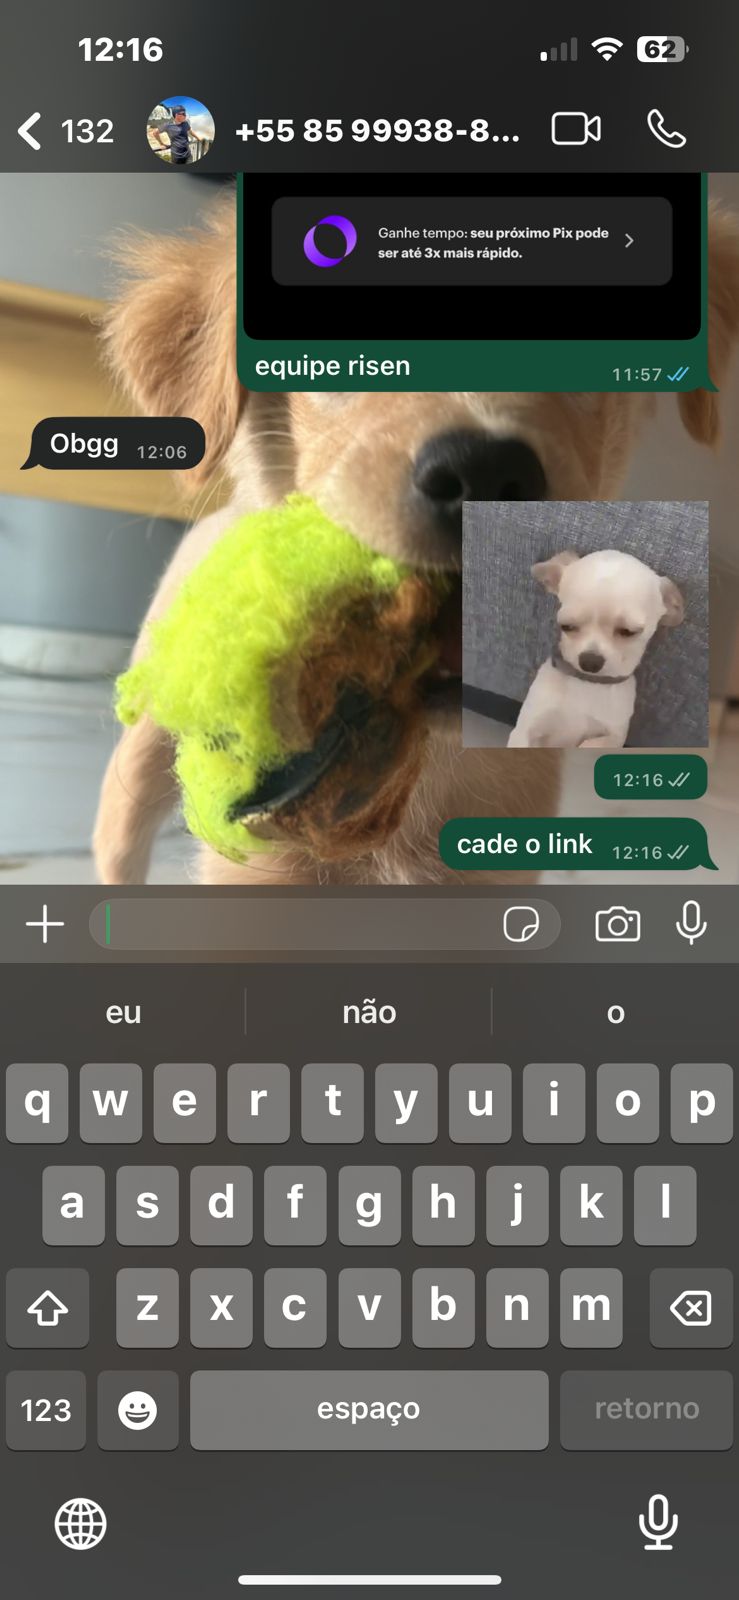 12:16
62
132
+55 85 99938-8...
Ganhe tempo: seu próximo Pix pode
ser até 3x mais rápido.
equipe risen
11:57
Obgg 12:06
12:16
cade o link 12:16
eu não o
q w e r t y u i o p
a s d f g h j k l
z x c v b n m
123 espaço retorno